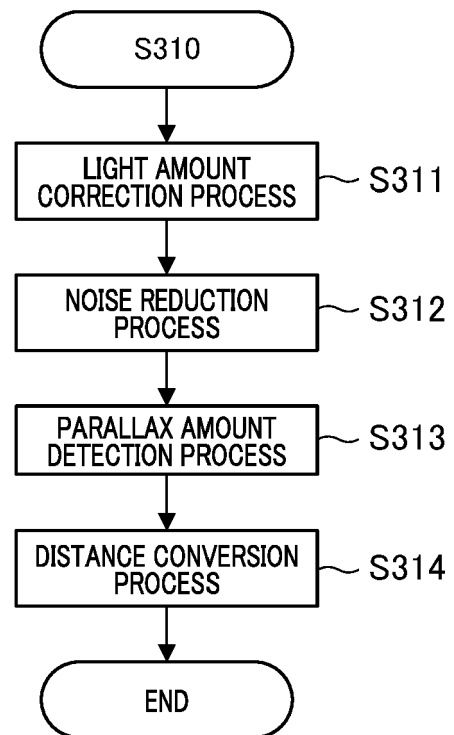 S310
LIGHT AMOUNT
CORRECTION PROCESS
S311
NOISE REDUCTION
PROCESS
S312
PARALLAX AMOUNT
DETECTION PROCESS
S313
DISTANCE CONVERSION
PROCESS
S314
END